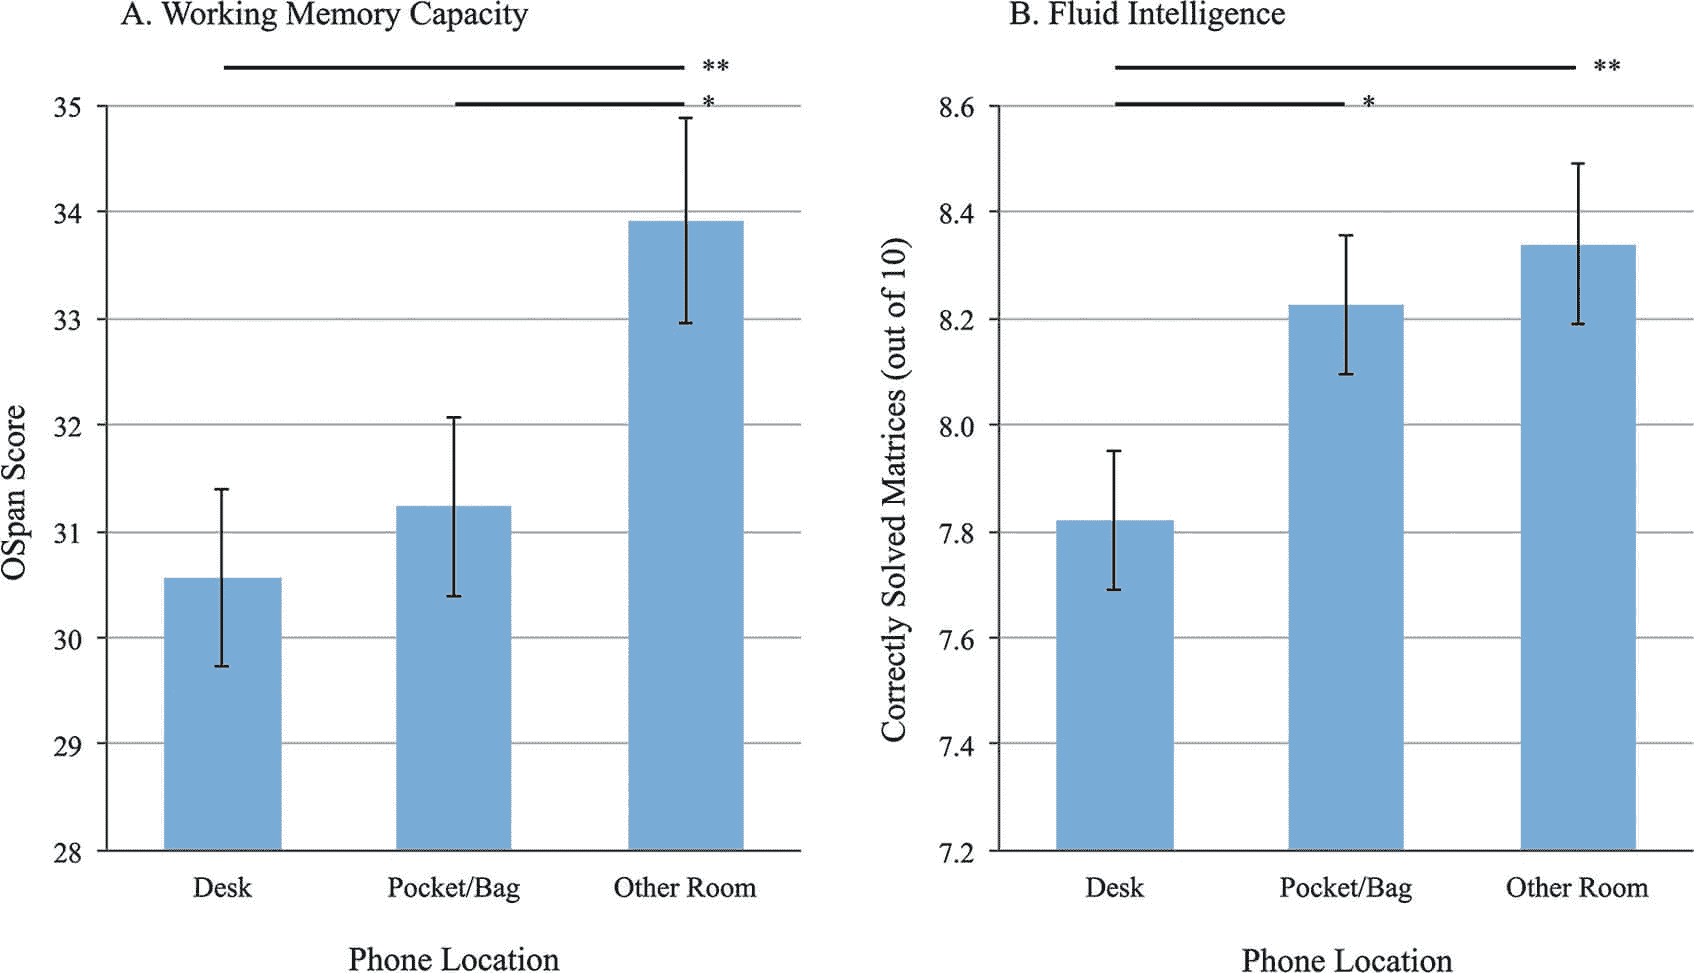 A. Working Memory Capacity
**
*
35
34
33
32
31
30
29
28
OSpan Score
Desk
Pocket/Bag
Other Room
Phone Location
B. Fluid Intelligence
**
*
8.6
8.4
8.2
8.0
7.8
7.6
7.4
7.2
Correctly Solved Matrices (out of 10)
Desk
Pocket/Bag
Other Room
Phone Location